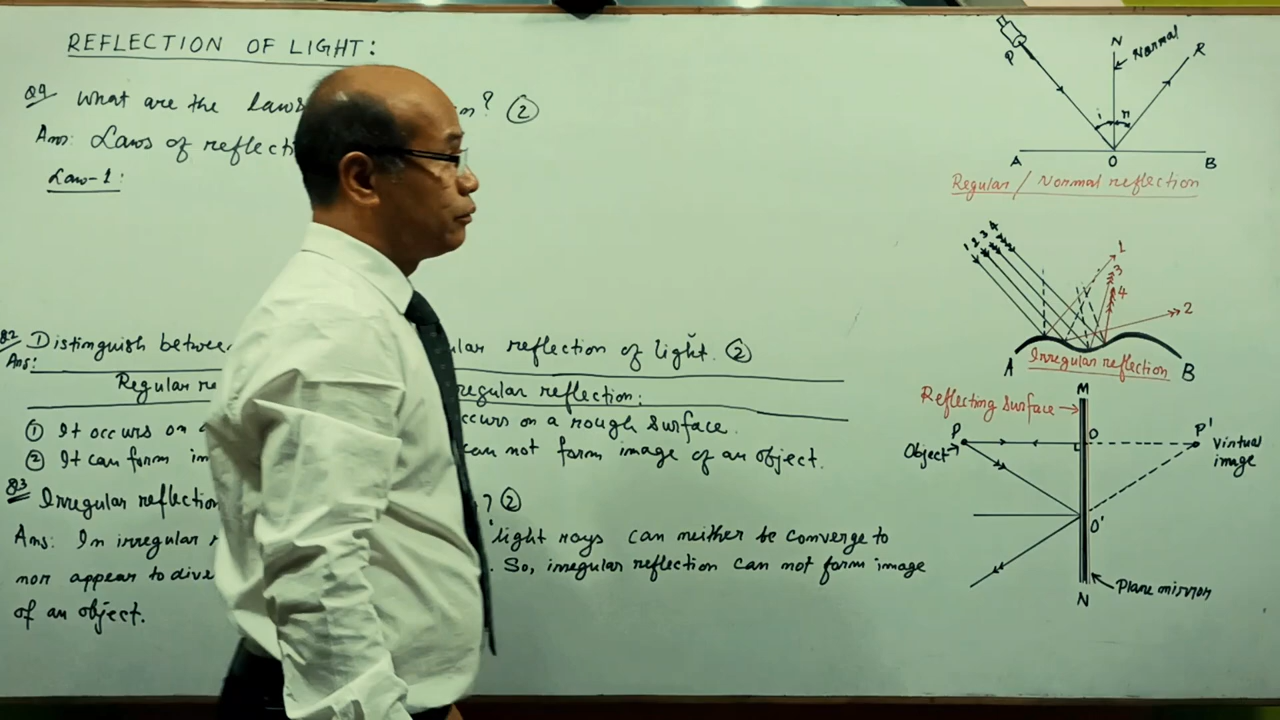 REFLECTION OF LIGHT:
Q1 What are the laws n? ②
Ans: Laws of reflecti
Law-1:
Q2 Distinguish betwee ular reflection of light. ②
Ans:
Regular re regular reflection:
① It occurs on a ccurs on a rough surface.
② It can form im can not form image of an object.
Q3 Irregular reflection ? ②
Ans: In irregular r light rays can neither be converge to
nor appear to dive . So, irregular reflection can not form image
of an object.
P N Normal R
i r
A O B
Regular / Normal reflection
1 2 3 4
1
3
4
2
A Irregular reflection B
M
Reflecting surface
P O P'
Object Virtual
image
O'
Plane mirror
N